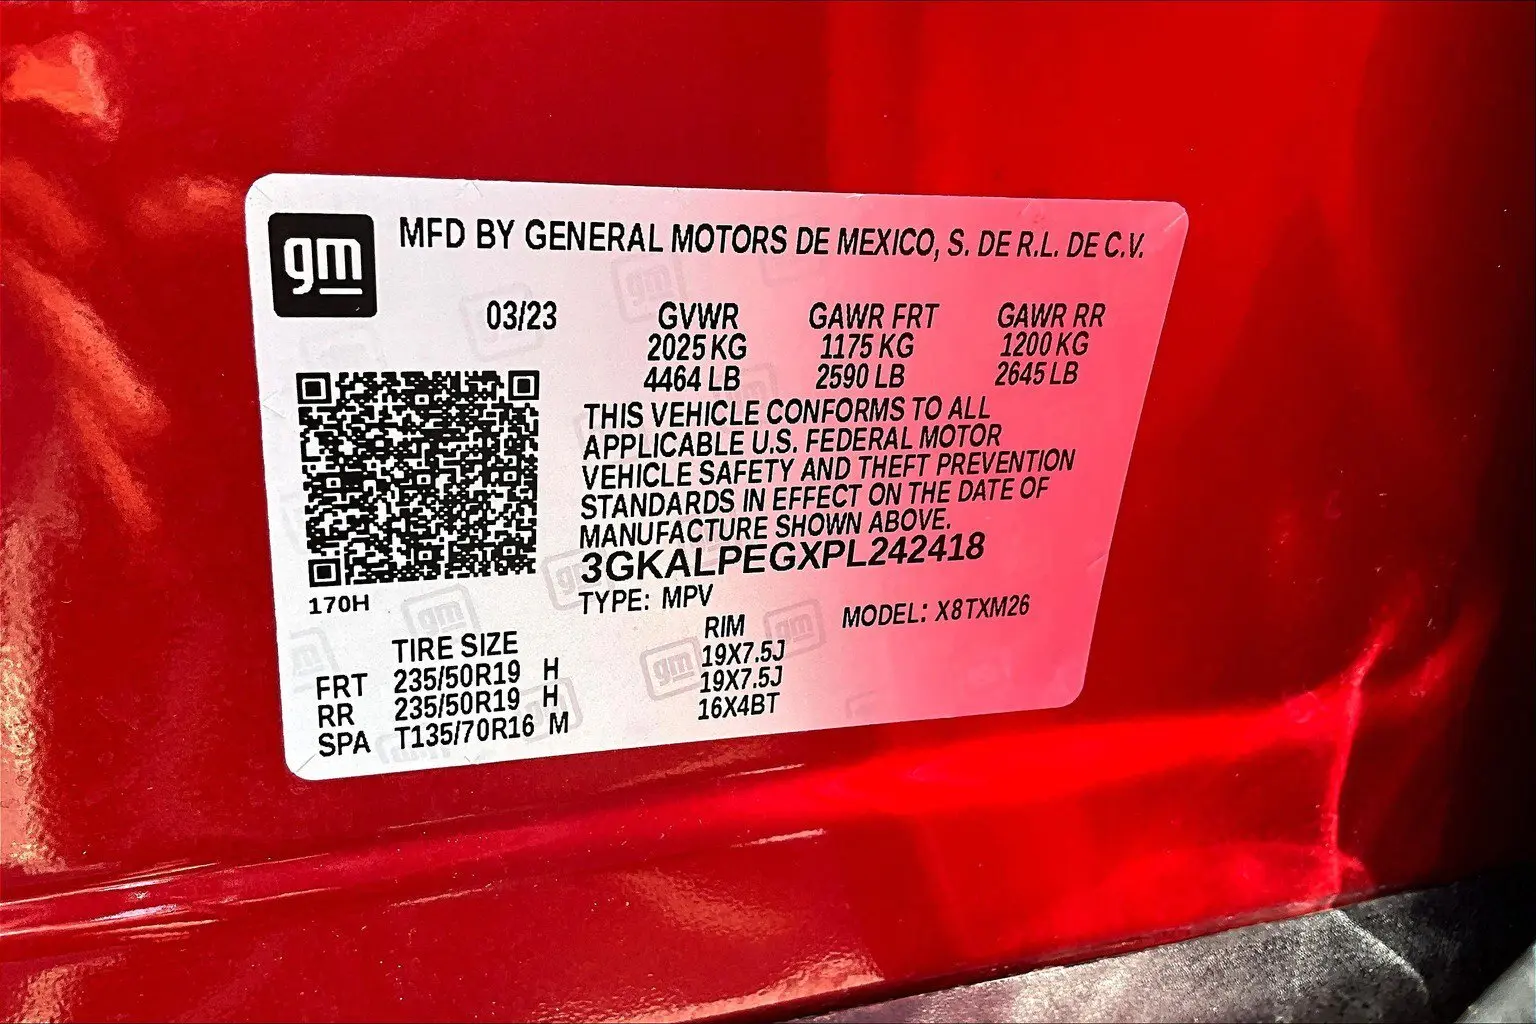 gm
MFD BY GENERAL MOTORS DE MEXICO, S. DE R.L. DE C.V.
03/23 GVWR GAWR FRT GAWR RR
2025 KG 1175 KG 1200 KG
4464 LB 2590 LB 2645 LB
THIS VEHICLE CONFORMS TO ALL
APPLICABLE U.S. FEDERAL MOTOR
VEHICLE SAFETY AND THEFT PREVENTION
STANDARDS IN EFFECT ON THE DATE OF
MANUFACTURE SHOWN ABOVE.
3GKALPEGXPL242418
170H
TYPE: MPV MODEL: X8TXM26
TIRE SIZE RIM
FRT 235/50R19 H 19X7.5J
RR 235/50R19 H 19X7.5J
SPA T135/70R16 M 16X4BT